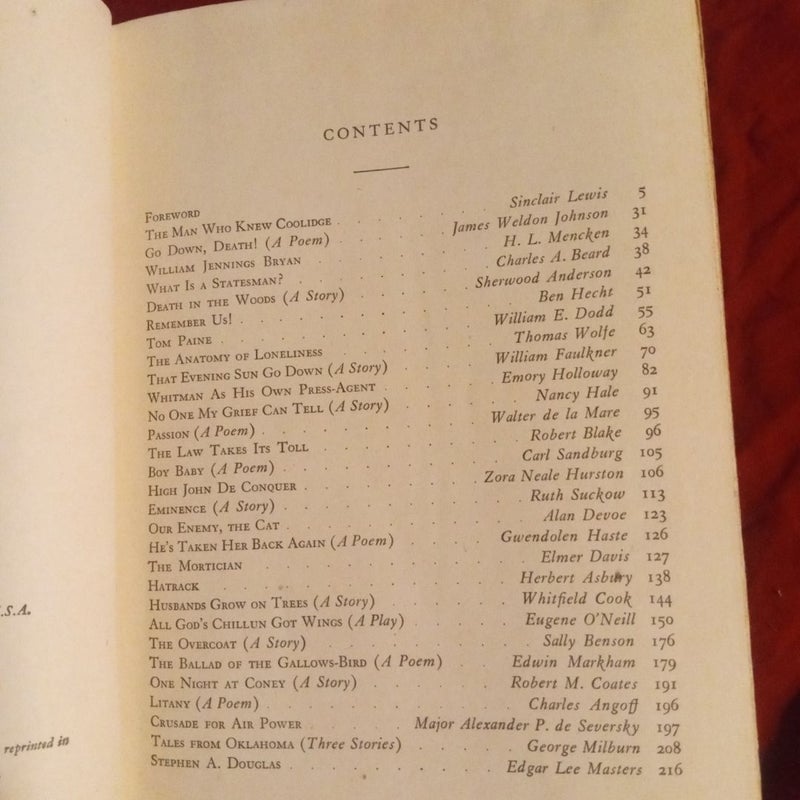 .S.A.
reprinted in
CONTENTS
FOREWORD
THE MAN WHO KNEW COOLIDGE . . . . Sinclair Lewis 5
GO DOWN, DEATH! (A Poem) . . . . James Weldon Johnson 31
WILLIAM JENNINGS BRYAN . . . . H. L. Mencken 34
WHAT IS A STATESMAN? . . . . Charles A. Beard 38
DEATH IN THE WOODS (A Story) . . . . Sherwood Anderson 42
REMEMBER US! . . . . Ben Hecht 51
TOM PAINE . . . . William E. Dodd 55
THE ANATOMY OF LONELINESS . . . . Thomas Wolfe 63
THAT EVENING SUN GO DOWN (A Story) . . . . William Faulkner 70
WHITMAN AS HIS OWN PRESS-AGENT . . . . Emory Holloway 82
NO ONE MY GRIEF CAN TELL (A Story) . . . . Nancy Hale 91
PASSION (A Poem) . . . . Walter de la Mare 95
THE LAW TAKES ITS TOLL . . . . Robert Blake 96
BOY BABY (A Poem) . . . . Carl Sandburg 105
HIGH JOHN DE CONQUER . . . . Zora Neale Hurston 106
EMINENCE (A Story) . . . . Ruth Suckow 113
OUR ENEMY, THE CAT . . . . Alan Devoe 123
HE'S TAKEN HER BACK AGAIN (A Poem) . . . . Gwendolen Haste 126
THE MORTICIAN . . . . Elmer Davis 127
HATRACK . . . . Herbert Asbury 138
HUSBANDS GROW ON TREES (A Story) . . . . Whitfield Cook 144
ALL GOD'S CHILLUN GOT WINGS (A Play) . . . . Eugene O'Neill 150
THE OVERCOAT (A Story) . . . . Sally Benson 176
THE BALLAD OF THE GALLOWS-BIRD (A Poem) . . Edwin Markham 179
ONE NIGHT AT CONEY (A Story) . . . . Robert M. Coates 191
LITANY (A Poem) . . . . Charles Angoff 196
CRUSADE FOR AIR POWER . . . . Major Alexander P. de Seversky 197
TALES FROM OKLAHOMA (Three Stories) . . . . George Milburn 208
STEPHEN A. DOUGLAS . . . . Edgar Lee Masters 216